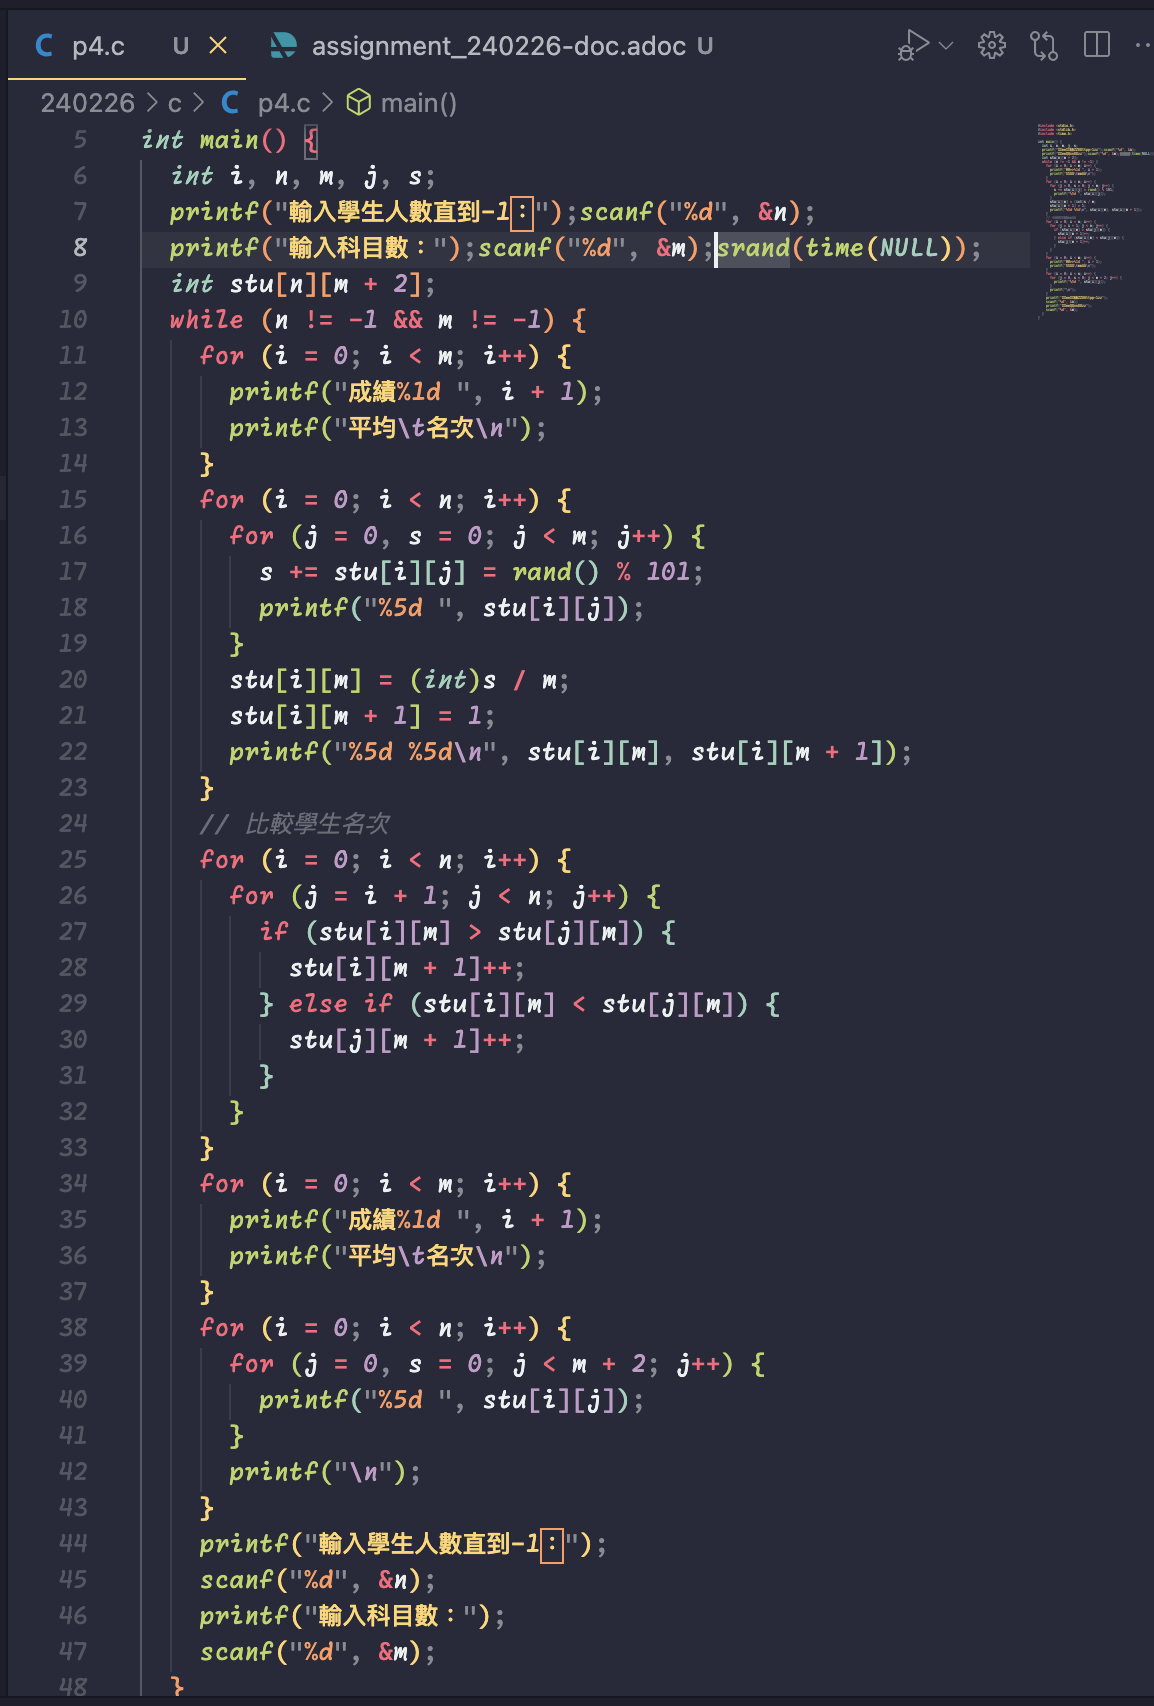 p4.c U
assignment_240226-doc.adoc U
240226 > c > C p4.c > main()
5 int main() {
6 int i, n, m, j, s;
7 printf("輸入學生人數直到-1：");scanf("%d", &n);
8 printf("輸入科目數：");scanf("%d", &m);srand(time(NULL));
9 int stu[n][m + 2];
10 while (n != -1 && m != -1) {
11 for (i = 0; i < m; i++) {
12 printf("成績%1d ", i + 1);
13 printf("平均\t名次\n");
14 }
15 for (i = 0; i < n; i++) {
16 for (j = 0, s = 0; j < m; j++) {
17 s += stu[i][j] = rand() % 101;
18 printf("%5d ", stu[i][j]);
19 }
20 stu[i][m] = (int)s / m;
21 stu[i][m + 1] = 1;
22 printf("%5d %5d\n", stu[i][m], stu[i][m + 1]);
23 }
24 // 比較學生名次
25 for (i = 0; i < n; i++) {
26 for (j = i + 1; j < n; j++) {
27 if (stu[i][m] > stu[j][m]) {
28 stu[i][m + 1]++;
29 } else if (stu[i][m] < stu[j][m]) {
30 stu[j][m + 1]++;
31 }
32 }
33 }
34 for (i = 0; i < m; i++) {
35 printf("成績%1d ", i + 1);
36 printf("平均\t名次\n");
37 }
38 for (i = 0; i < n; i++) {
39 for (j = 0, s = 0; j < m + 2; j++) {
40 printf("%5d ", stu[i][j]);
41 }
42 printf("\n");
43 }
44 printf("輸入學生人數直到-1：");
45 scanf("%d", &n);
46 printf("輸入科目數：");
47 scanf("%d", &m);
48 }